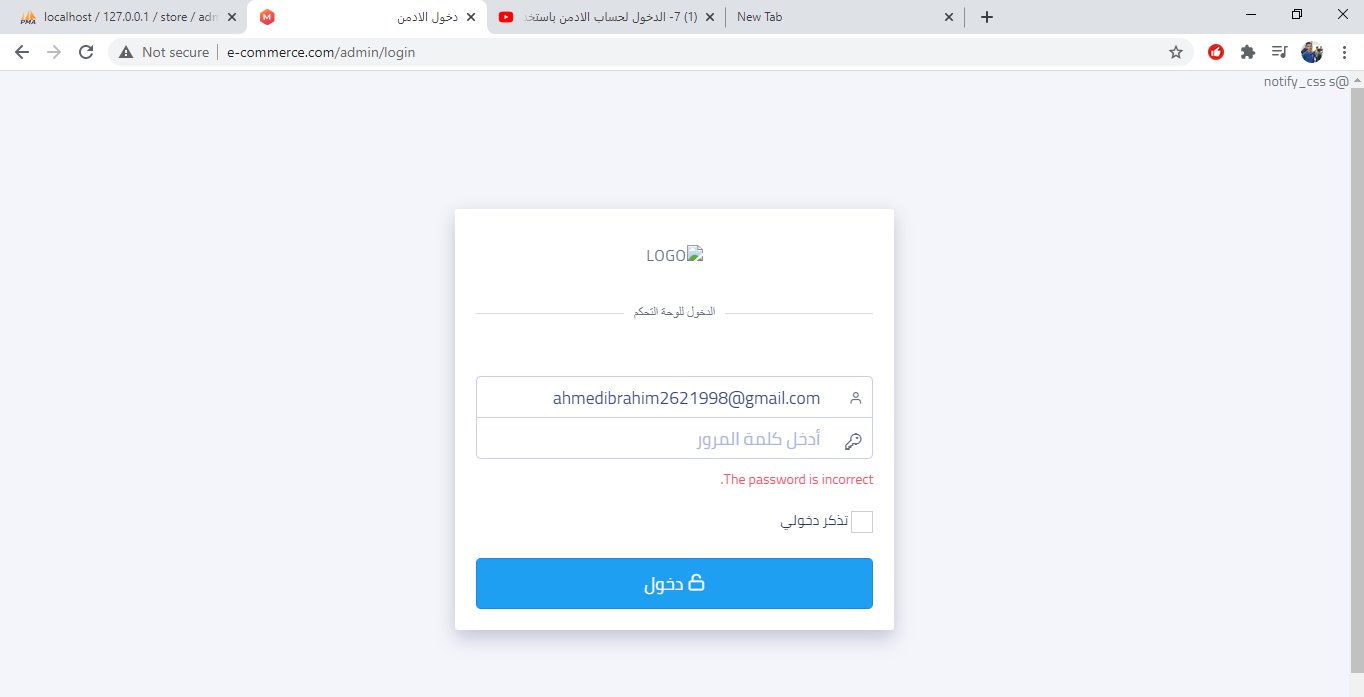 localhost / 127.0.0.1 / store / adm
دخول الادمن
(1) 7- الدخول لحساب الادمن باستخد
New Tab
Not secure
e-commerce.com/admin/login
notify_css s@
LOGO
الدخول للوحة التحكم
ahmedibrahim2621998@gmail.com
أدخل كلمة المرور
.The password is incorrect
تذكر دخولي
دخول